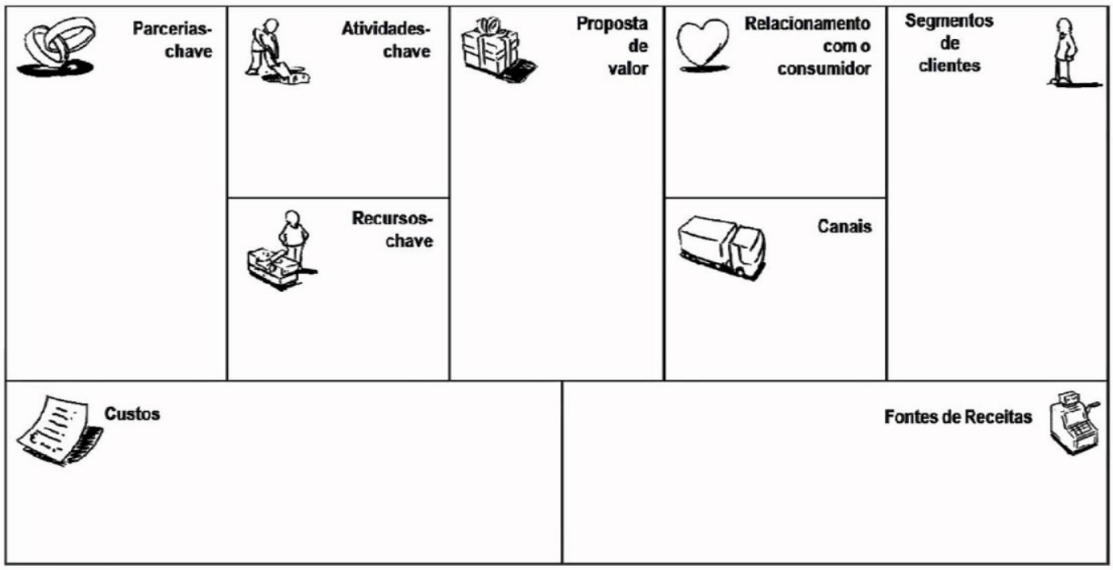 Parcerias-
chave
Atividades-
chave
Proposta
de
valor
Relacionamento
com o
consumidor
Segmentos
de
clientes
Recursos-
chave
Canais
Custos
Fontes de Receitas